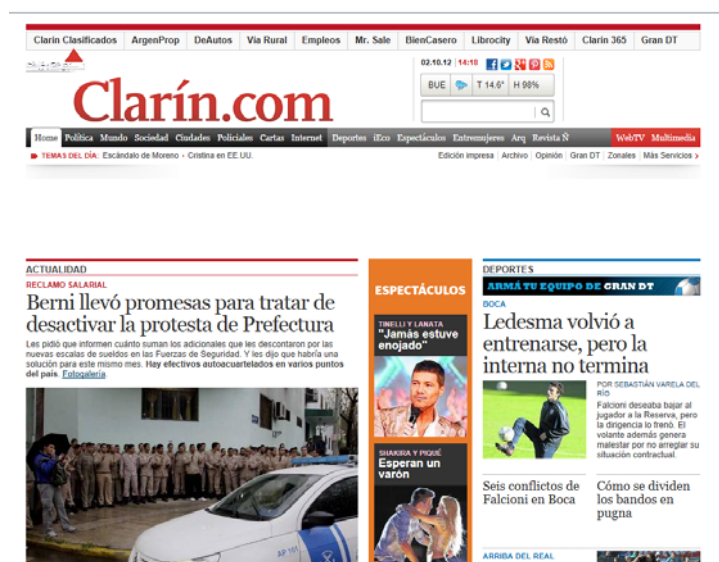 Clarín Clasificados ArgenProp DeAutos Vía Rural Empleos Mr. Sale BienCasero Librocity Vía Restó Clarín 365 Gran DT
02.10.12 14:18
Clarín.com
BUE T 14.6° H 98%
Home Política Mundo Sociedad Ciudades Policiales Cartas Internet Deportes iEco Espectáculos Entremujeres Arq Revista Ñ WebTV Multimedia
TEMAS DEL DÍA: Escándalo de Moreno - Cristina en EE.UU.
Edición impresa Archivo Opinión Gran DT Zonales Más Servicios >
ACTUALIDAD
RECLAMO SALARIAL
Berni llevó promesas para tratar de
desactivar la protesta de Prefectura
Les pidió que informen cuánto suman los adicionales que les descontaron por las
nuevas escalas de sueldos en las Fuerzas de Seguridad. Y les dijo que habría una
solución para este mismo mes. Hay efectivos autoacuartelados en varios puntos
del país. Fotogalería
AP 101
ESPECTÁCULOS
TINELLI Y LANATA
"Jamás estuve
enojado"
SHAKIRA Y PIQUÉ
Esperan un
varón
DEPORTES
ARMÁ TU EQUIPO DE GRAN DT
BOCA
Ledesma volvió a
entrenarse, pero la
interna no termina
POR SEBASTIÁN VARELA DEL
RÍO
Falcioni deseaba bajar al
jugador a la Reserva, pero
la dirigencia lo frenó. El
volante además genera
malestar por no arreglar su
situación contractual.
Seis conflictos de
Falcioni en Boca
Cómo se dividen
los bandos en
pugna
ARRIBA DEL REAL